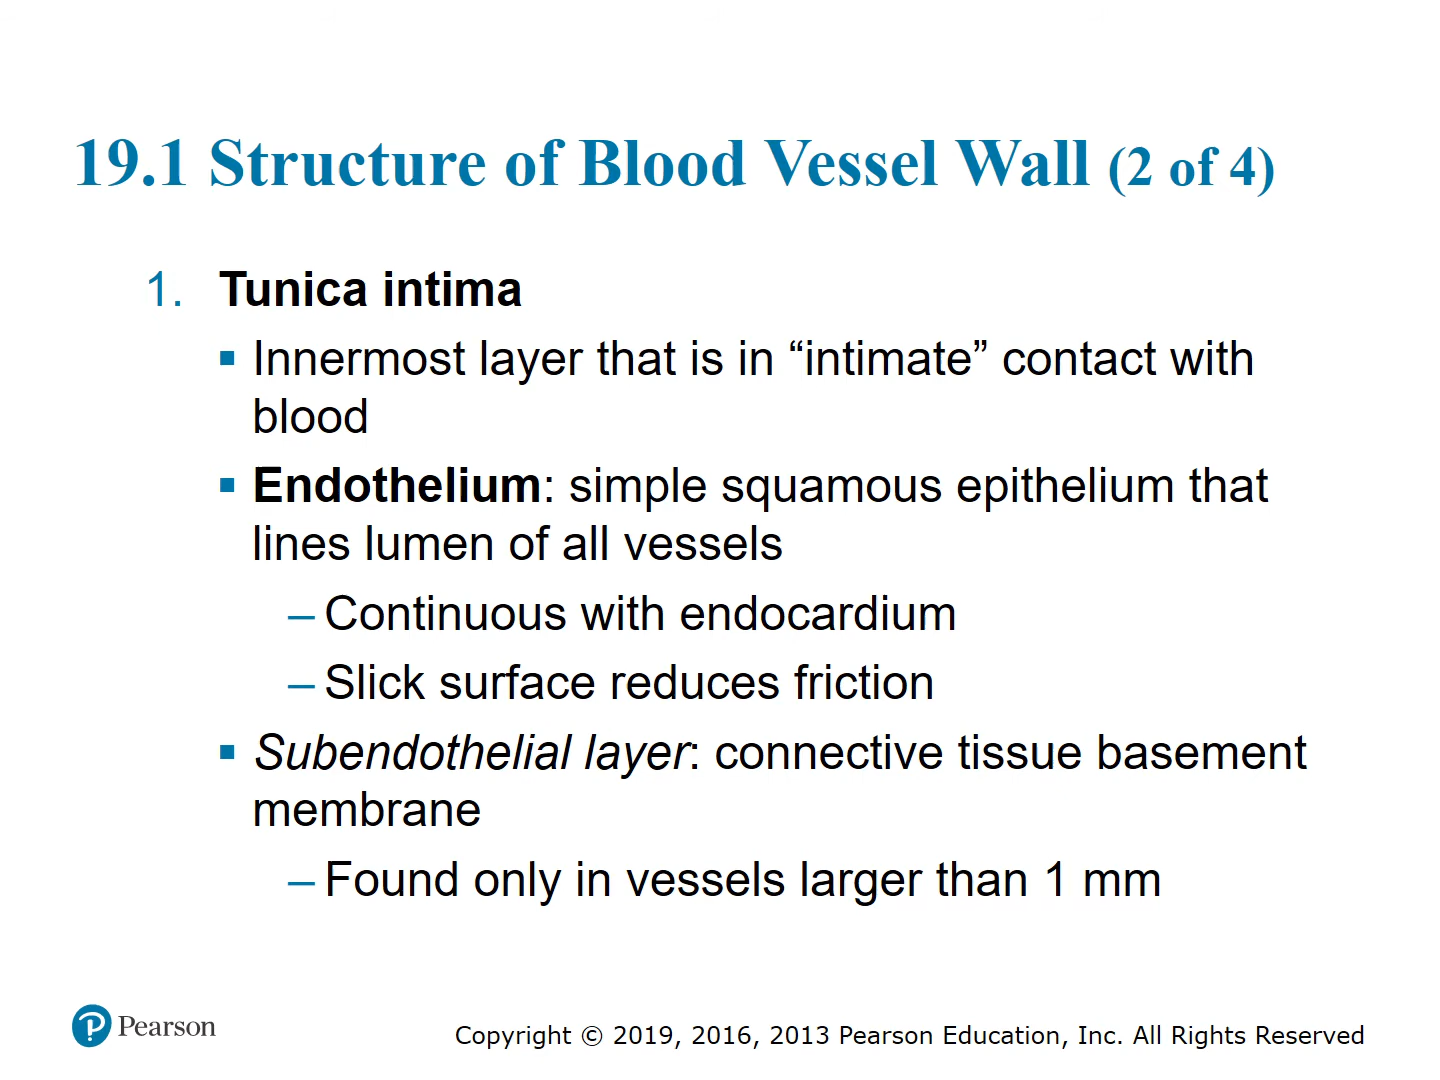 19.1 Structure of Blood Vessel Wall (2 of 4)
1. Tunica intima
▪ Innermost layer that is in “intimate” contact with
blood
▪ Endothelium: simple squamous epithelium that
lines lumen of all vessels
– Continuous with endocardium
– Slick surface reduces friction
▪ Subendothelial layer: connective tissue basement
membrane
– Found only in vessels larger than 1 mm
Pearson
Copyright © 2019, 2016, 2013 Pearson Education, Inc. All Rights Reserved